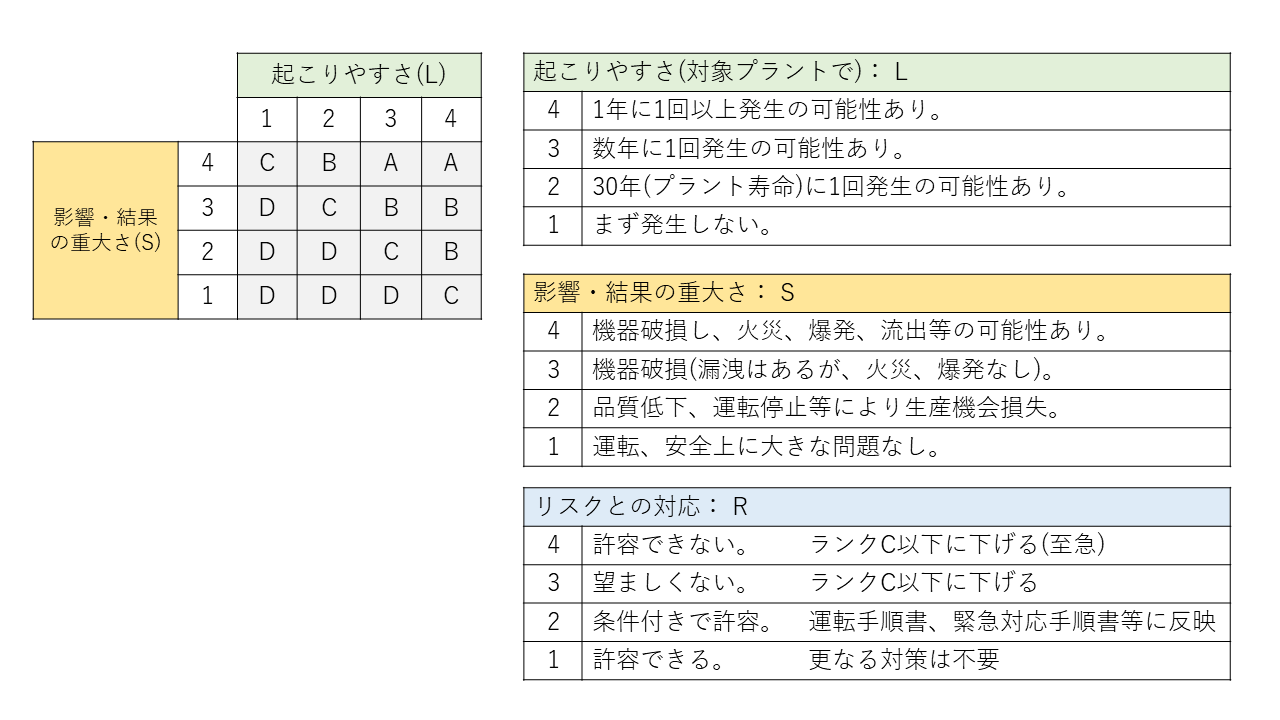 起こりやすさ(L)
1 2 3 4
影響・結果
の重大さ(S)
4 C B A A
3 D C B B
2 D D C B
1 D D D C
起こりやすさ(対象プラントで)： L
4 1年に1回以上発生の可能性あり。
3 数年に1回発生の可能性あり。
2 30年(プラント寿命)に1回発生の可能性あり。
1 まず発生しない。
影響・結果の重大さ： S
4 機器破損し、火災、爆発、流出等の可能性あり。
3 機器破損(漏洩はあるが、火災、爆発なし)。
2 品質低下、運転停止等により生産機会損失。
1 運転、安全上に大きな問題なし。
リスクとの対応： R
4 許容できない。 ランクC以下に下げる(至急)
3 望ましくない。 ランクC以下に下げる
2 条件付きで許容。 運転手順書、緊急対応手順書等に反映
1 許容できる。 更なる対策は不要